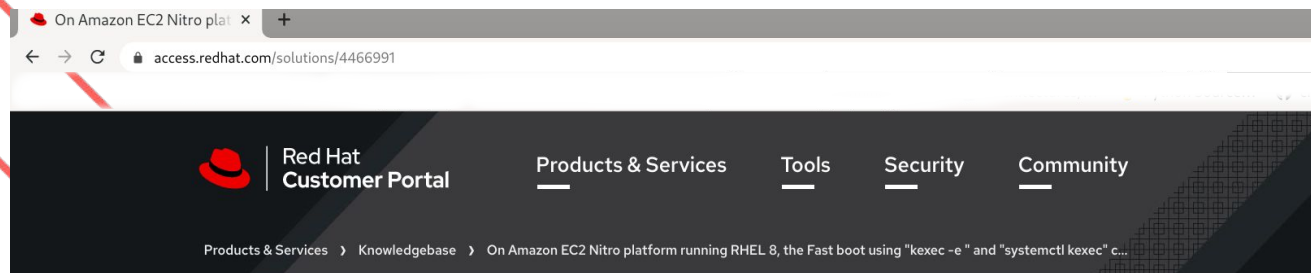 On Amazon EC2 Nitro plat
access.redhat.com/solutions/4466991
Red Hat
Customer Portal
Products & Services Tools Security Community
Products & Services ❯ Knowledgebase ❯ On Amazon EC2 Nitro platform running RHEL 8, the Fast boot using "kexec -e " and "systemctl kexec" c...